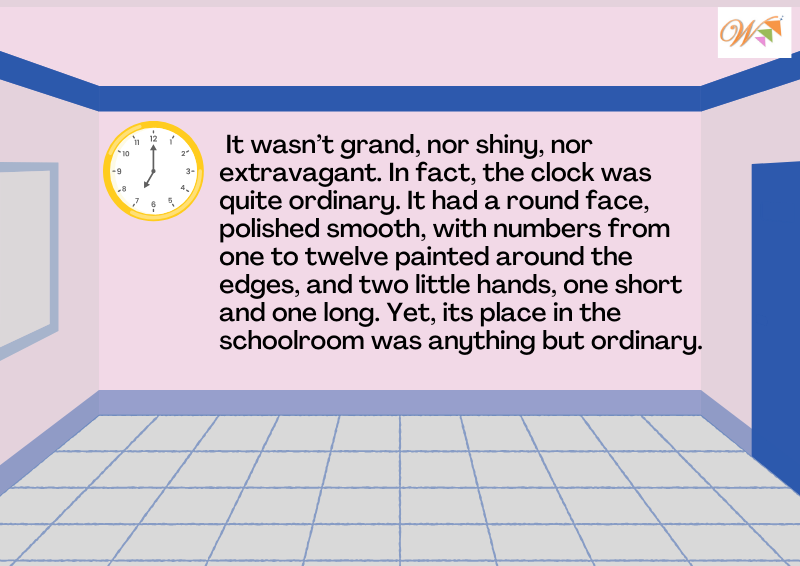 W
12
11 1
10 2
9 3
8 4
7 5
6
It wasn’t grand, nor shiny, nor
extravagant. In fact, the clock was
quite ordinary. It had a round face,
polished smooth, with numbers from
one to twelve painted around the
edges, and two little hands, one short
and one long. Yet, its place in the
schoolroom was anything but ordinary.